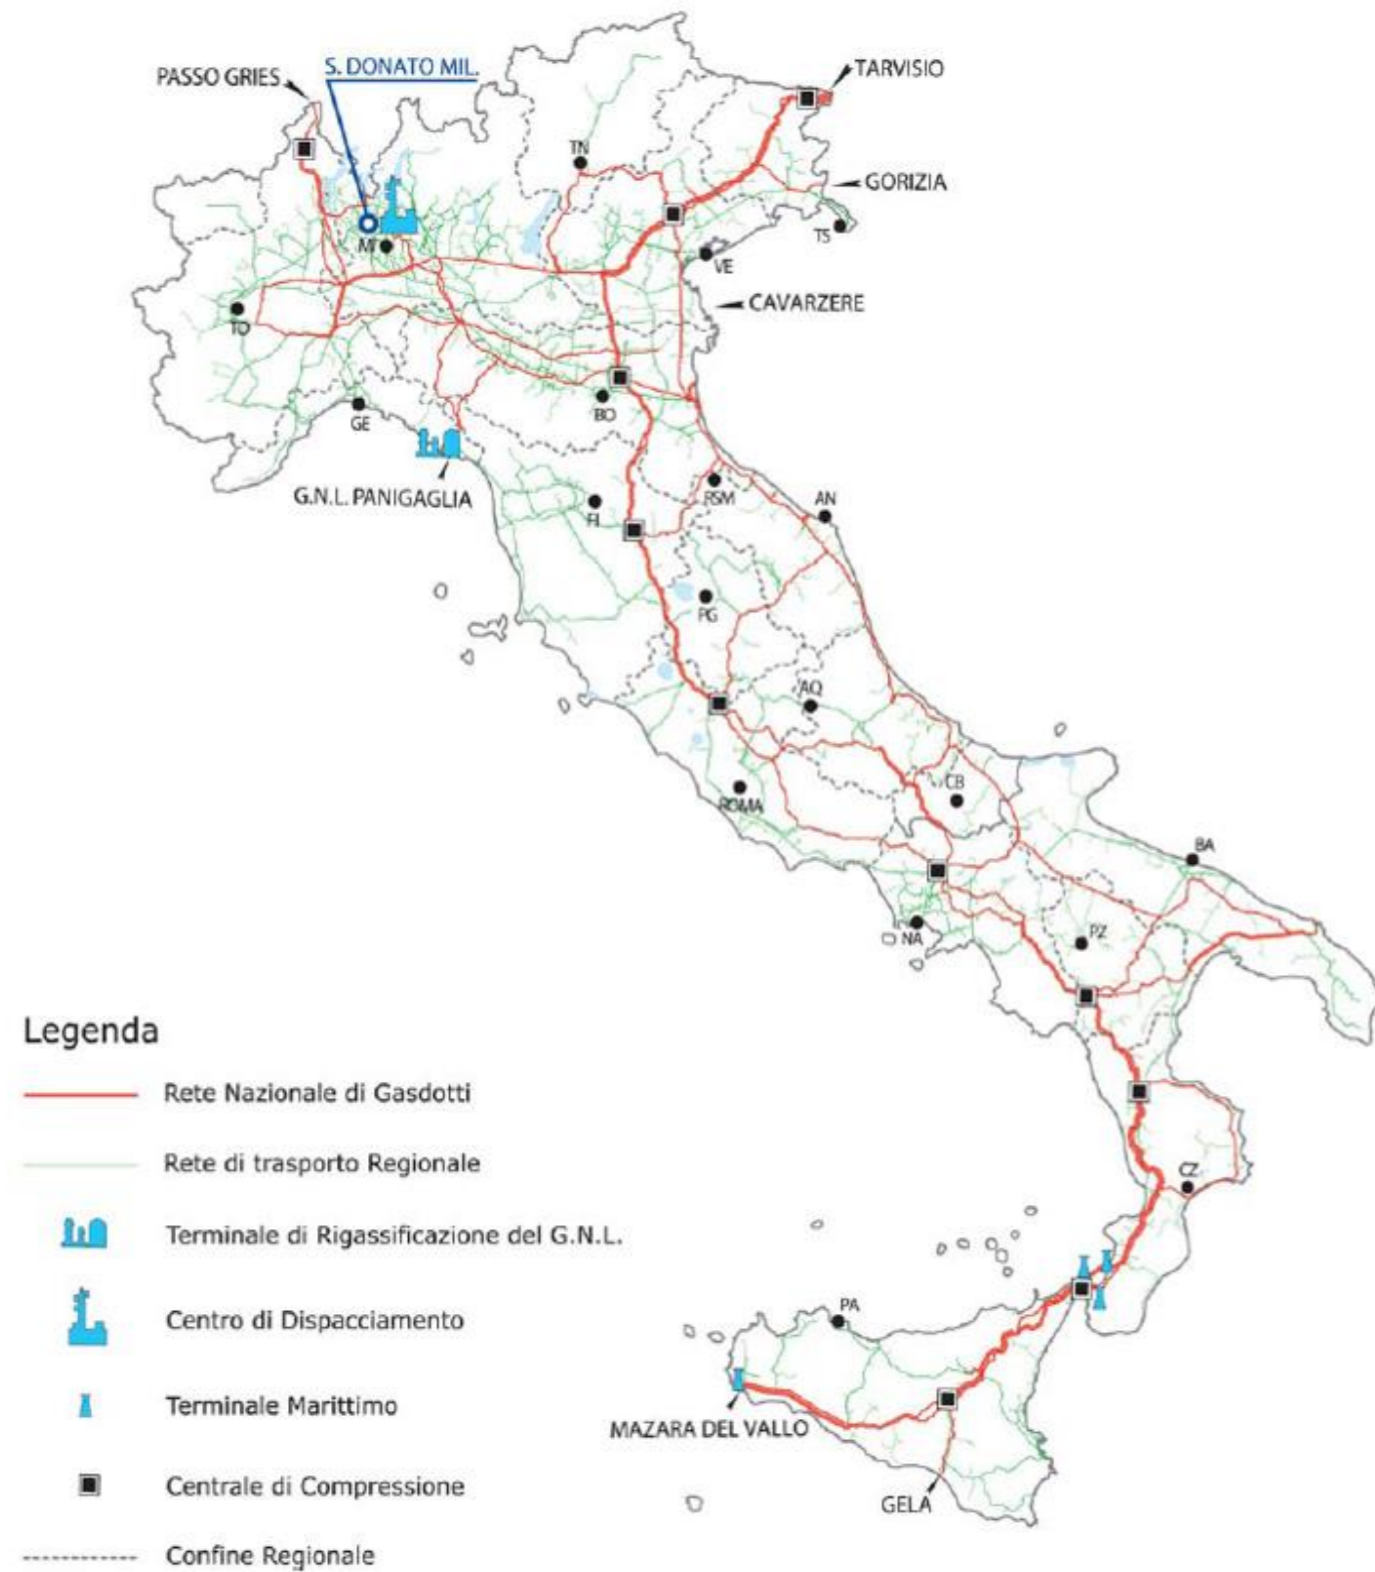 S. DONATO MIL.
PASSO GRIES
TARVISIO
TN
GORIZIA
TS
MI
VE
CAVARZERE
TO
GE
BO
G.N.L. PANIGAGLIA
RSM
AN
FI
PG
AQ
CB
ROMA
BA
NA
PZ
CZ
PA
MAZARA DEL VALLO
GELA
Legenda
Rete Nazionale di Gasdotti
Rete di trasporto Regionale
Terminale di Rigassificazione del G.N.L.
Centro di Dispacciamento
Terminale Marittimo
Centrale di Compressione
Confine Regionale